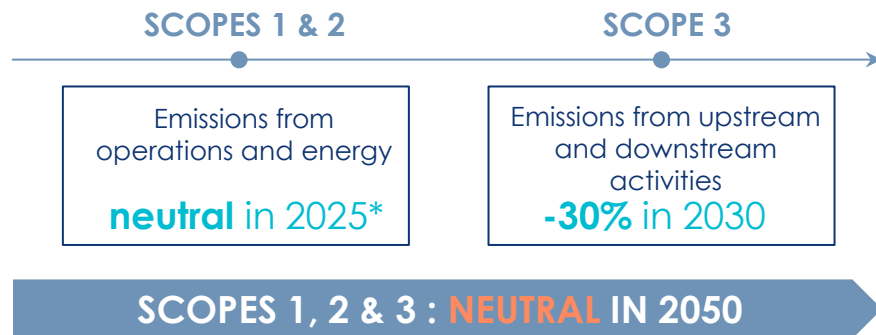 SCOPES 1 & 2
SCOPE 3
Emissions from
operations and energy
neutral in 2025*
Emissions from upstream
and downstream
activities
-30% in 2030
SCOPES 1, 2 & 3 : NEUTRAL IN 2050